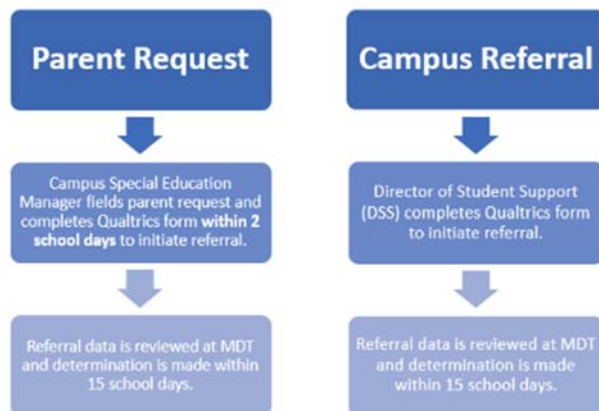 Parent Request
Campus Special Education
Manager fields parent request and
completes Qualtrics form within 2
school days to initiate referral.
Referral data is reviewed at MDT
and determination is made within
15 school days.
Campus Referral
Director of Student Support
(DSS) completes Qualtrics form
to initiate referral.
Referral data is reviewed at MDT
and determination is made
within 15 school days.